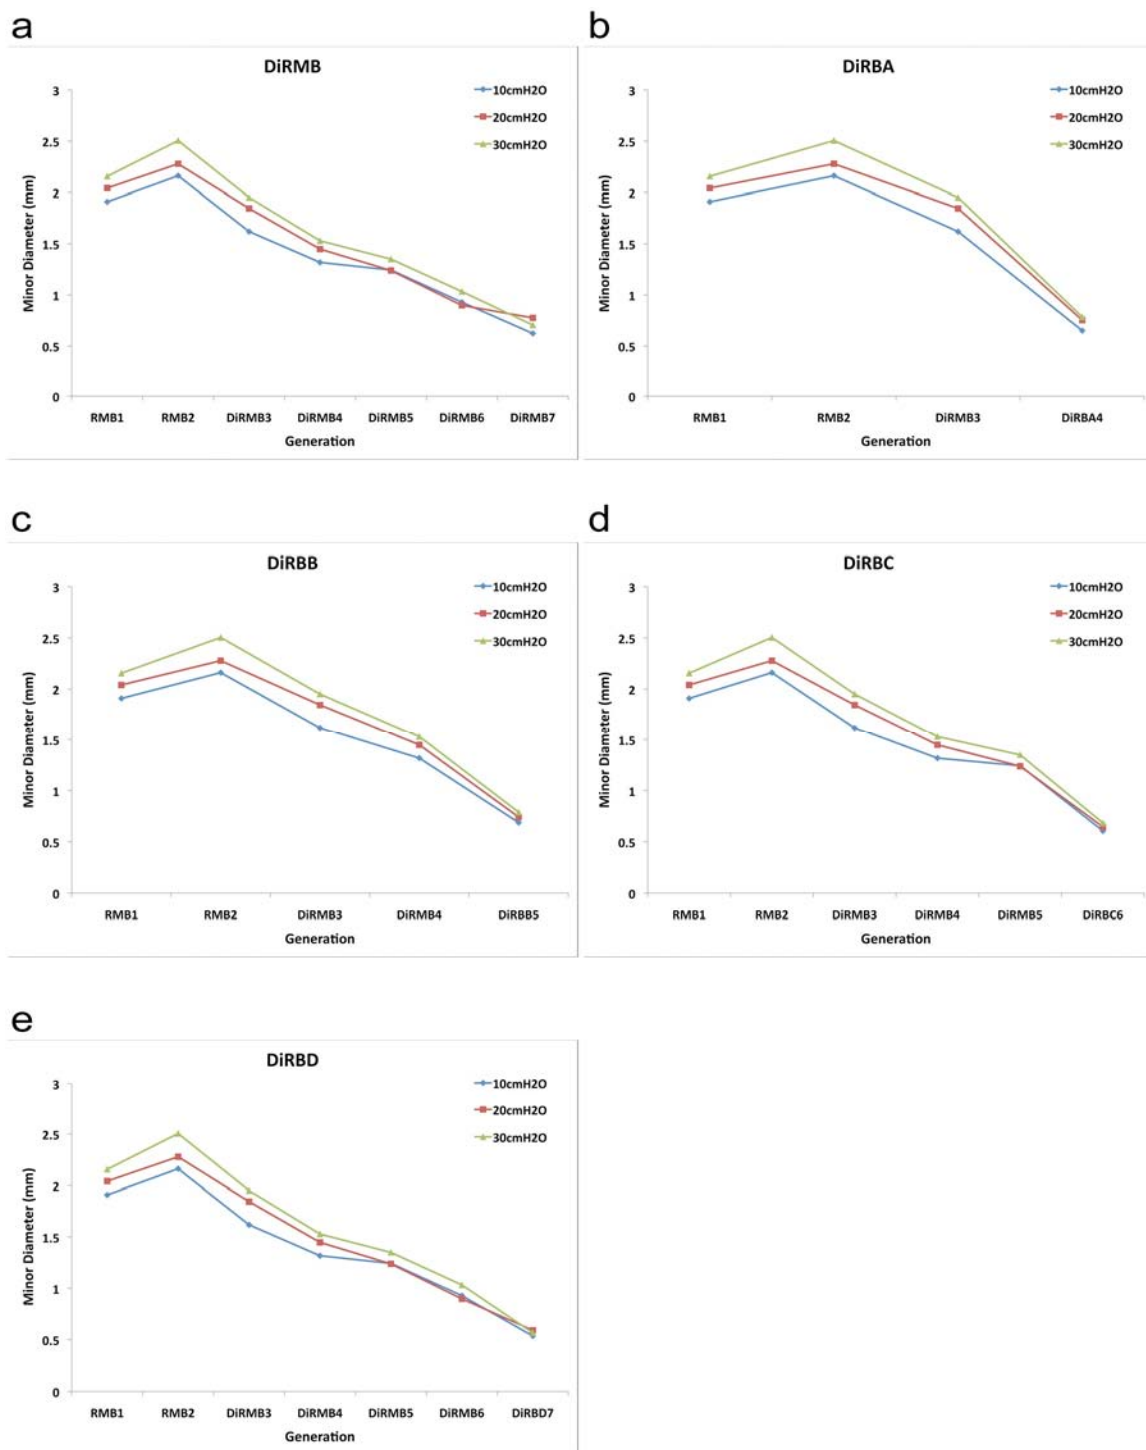 a
DiRMB
10cmH2O
20cmH2O
30cmH2O
Minor Diameter (mm)
3
2.5
2
1.5
1
0.5
0
RMB1 RMB2 DiRMB3 DiRMB4 DiRMB5 DiRMB6 DiRMB7
Generation
b
DiRBA
10cmH2O
20cmH2O
30cmH2O
Minor Diameter (mm)
3
2.5
2
1.5
1
0.5
0
RMB1 RMB2 DiRMB3 DiRBA4
Generation
c
DiRBB
10cmH2O
20cmH2O
30cmH2O
Minor Diameter (mm)
3
2.5
2
1.5
1
0.5
0
RMB1 RMB2 DiRMB3 DiRMB4 DiRBB5
Generation
d
DiRBC
10cmH2O
20cmH2O
30cmH2O
Minor Diameter (mm)
3
2.5
2
1.5
1
0.5
0
RMB1 RMB2 DiRMB3 DiRMB4 DiRMB5 DiRBC6
Generation
e
DiRBD
10cmH2O
20cmH2O
30cmH2O
Minor Diameter (mm)
3
2.5
2
1.5
1
0.5
0
RMB1 RMB2 DiRMB3 DiRMB4 DiRMB5 DiRMB6 DiRBD7
Generation